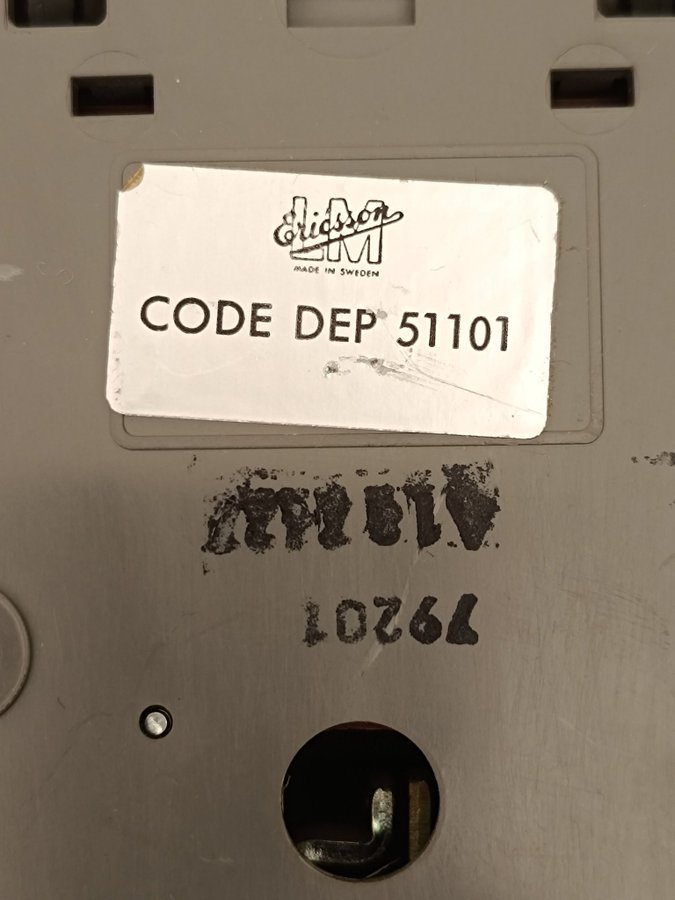 LM Ericsson
MADE IN SWEDEN
CODE DEP 51101
79201